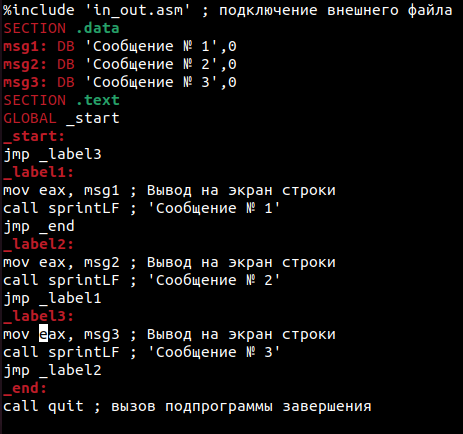 %include 'in_out.asm' ; подключение внешнего файла
SECTION .data
msg1: DB 'Сообщение № 1',0
msg2: DB 'Сообщение № 2',0
msg3: DB 'Сообщение № 3',0
SECTION .text
GLOBAL _start
_start:
jmp _label3
_label1:
mov eax, msg1 ; Вывод на экран строки
call sprintLF ; 'Сообщение № 1'
jmp _end
_label2:
mov eax, msg2 ; Вывод на экран строки
call sprintLF ; 'Сообщение № 2'
jmp _label1
_label3:
mov eax, msg3 ; Вывод на экран строки
call sprintLF ; 'Сообщение № 3'
jmp _label2
_end:
call quit ; вызов подпрограммы завершения